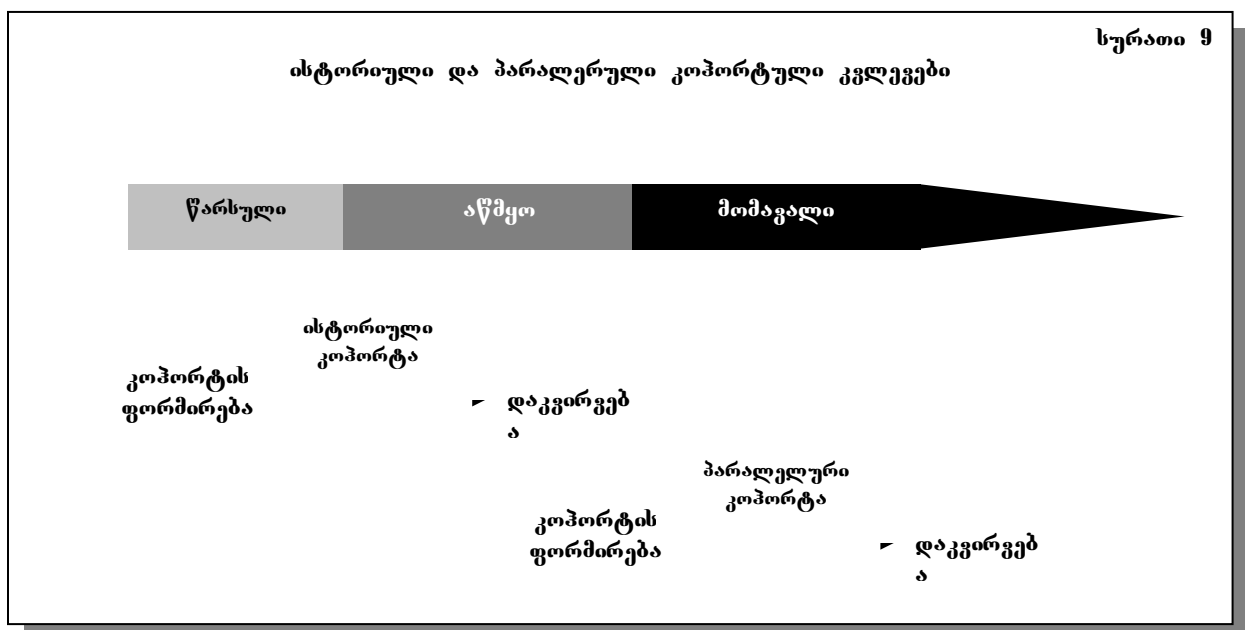 სურათი 9
ისტორიული და პარალერული კოჰორტული კვლევები
წარსული აწმყო მომავალი
ისტორიული
კოჰორტა
კოჰორტის
ფორმირება
დაკვირვებ
ა
პარალელური
კოჰორტა
კოჰორტის
ფორმირება
დაკვირვებ
ა